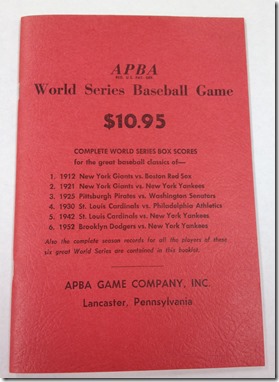 APBA
REG. U.S. PAT. OFF.
World Series Baseball Game
$10.95
COMPLETE WORLD SERIES BOX SCORES
for the great baseball classics of—
1. 1912 New York Giants vs. Boston Red Sox
2. 1921 New York Giants vs. New York Yankees
3. 1925 Pittsburgh Pirates vs. Washington Senators
4. 1930 St. Louis Cardinals vs. Philadelphia Athletics
5. 1942 St. Louis Cardinals vs. New York Yankees
6. 1952 Brooklyn Dodgers vs. New York Yankees
Also the complete season records for all the players of these
six great World Series are contained in this booklet.
APBA GAME COMPANY, INC.
Lancaster, Pennsylvania